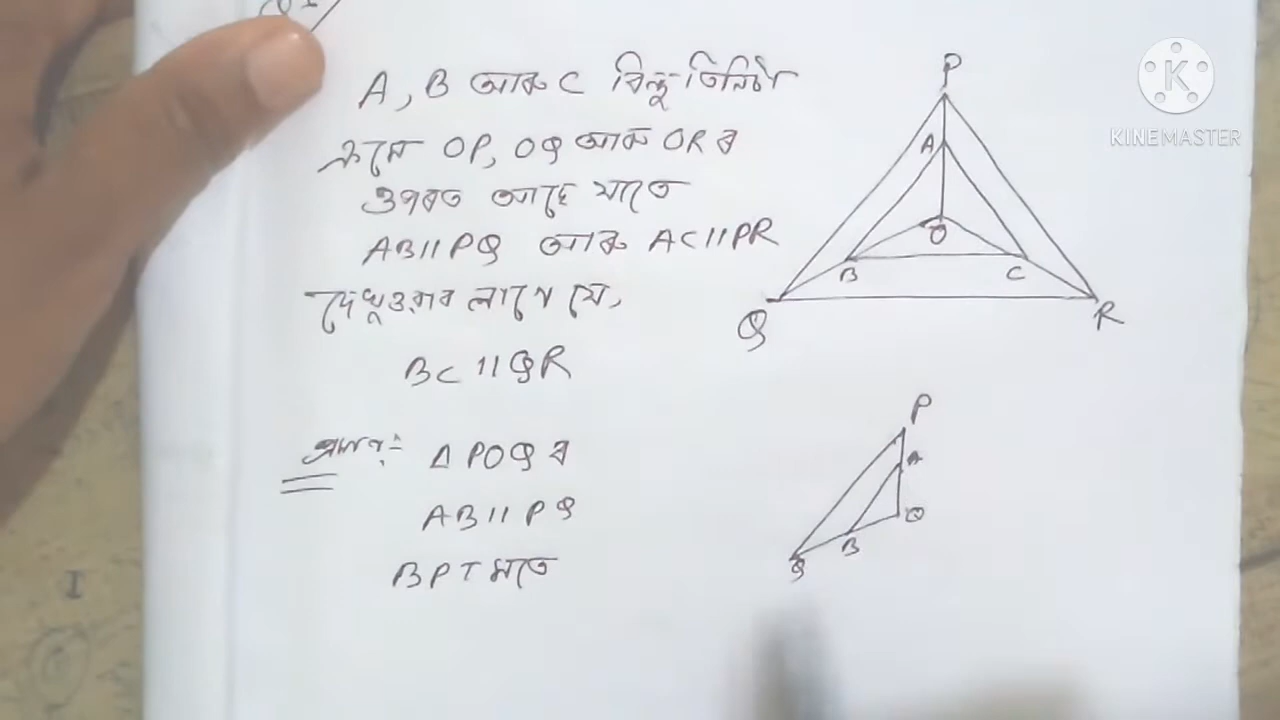 A, B আৰু C বিন্দু তিনিটা
ক্ৰমে OP, OQ আৰু OR ৰ
ওপৰত আছে যাতে
AB॥PQ আৰু AC॥PR
দেখুওৱাৰ লাগে যে,
BC॥QR
প্ৰমাণ:-
Δ POQ ৰ
AB॥PQ
BPT মতে
P
A
O
B
C
Q
R
P
A
O
B
Q
KINEMASTER